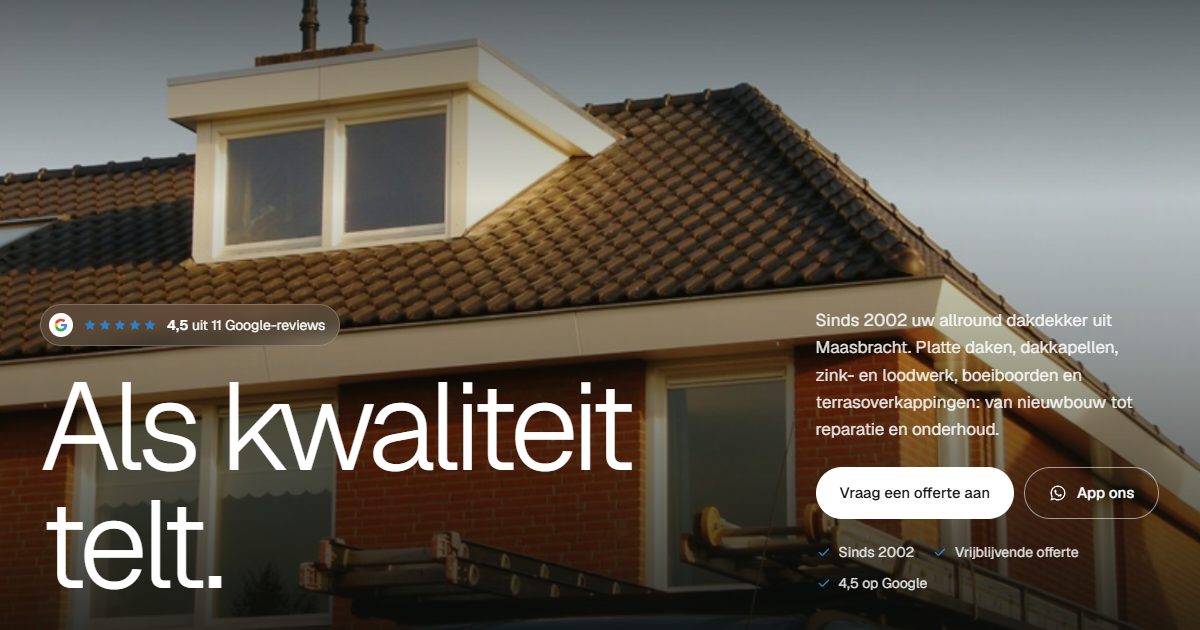 4,5 uit 11 Google-reviews
Als kwaliteit
telt.
Sinds 2002 uw allround dakdekker uit
Maasbracht. Platte daken, dakkapellen,
zink- en loodwerk, boeiboorden en
terrasoverkappingen: van nieuwbouw tot
reparatie en onderhoud.
Vraag een offerte aan
App ons
Sinds 2002
Vrijblijvende offerte
4,5 op Google